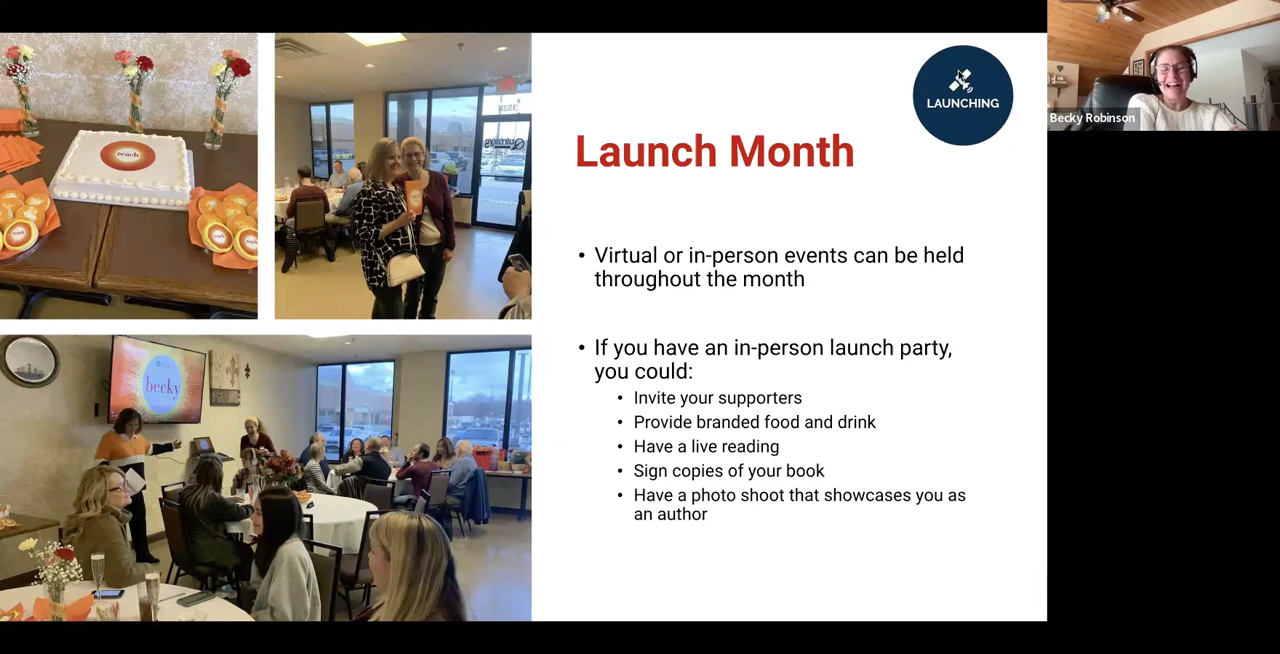 LAUNCHING
Becky Robinson
Launch Month
• Virtual or in-person events can be held
throughout the month
• If you have an in-person launch party,
you could:
• Invite your supporters
• Provide branded food and drink
• Have a live reading
• Sign copies of your book
• Have a photo shoot that showcases you as
an author
reach
becky